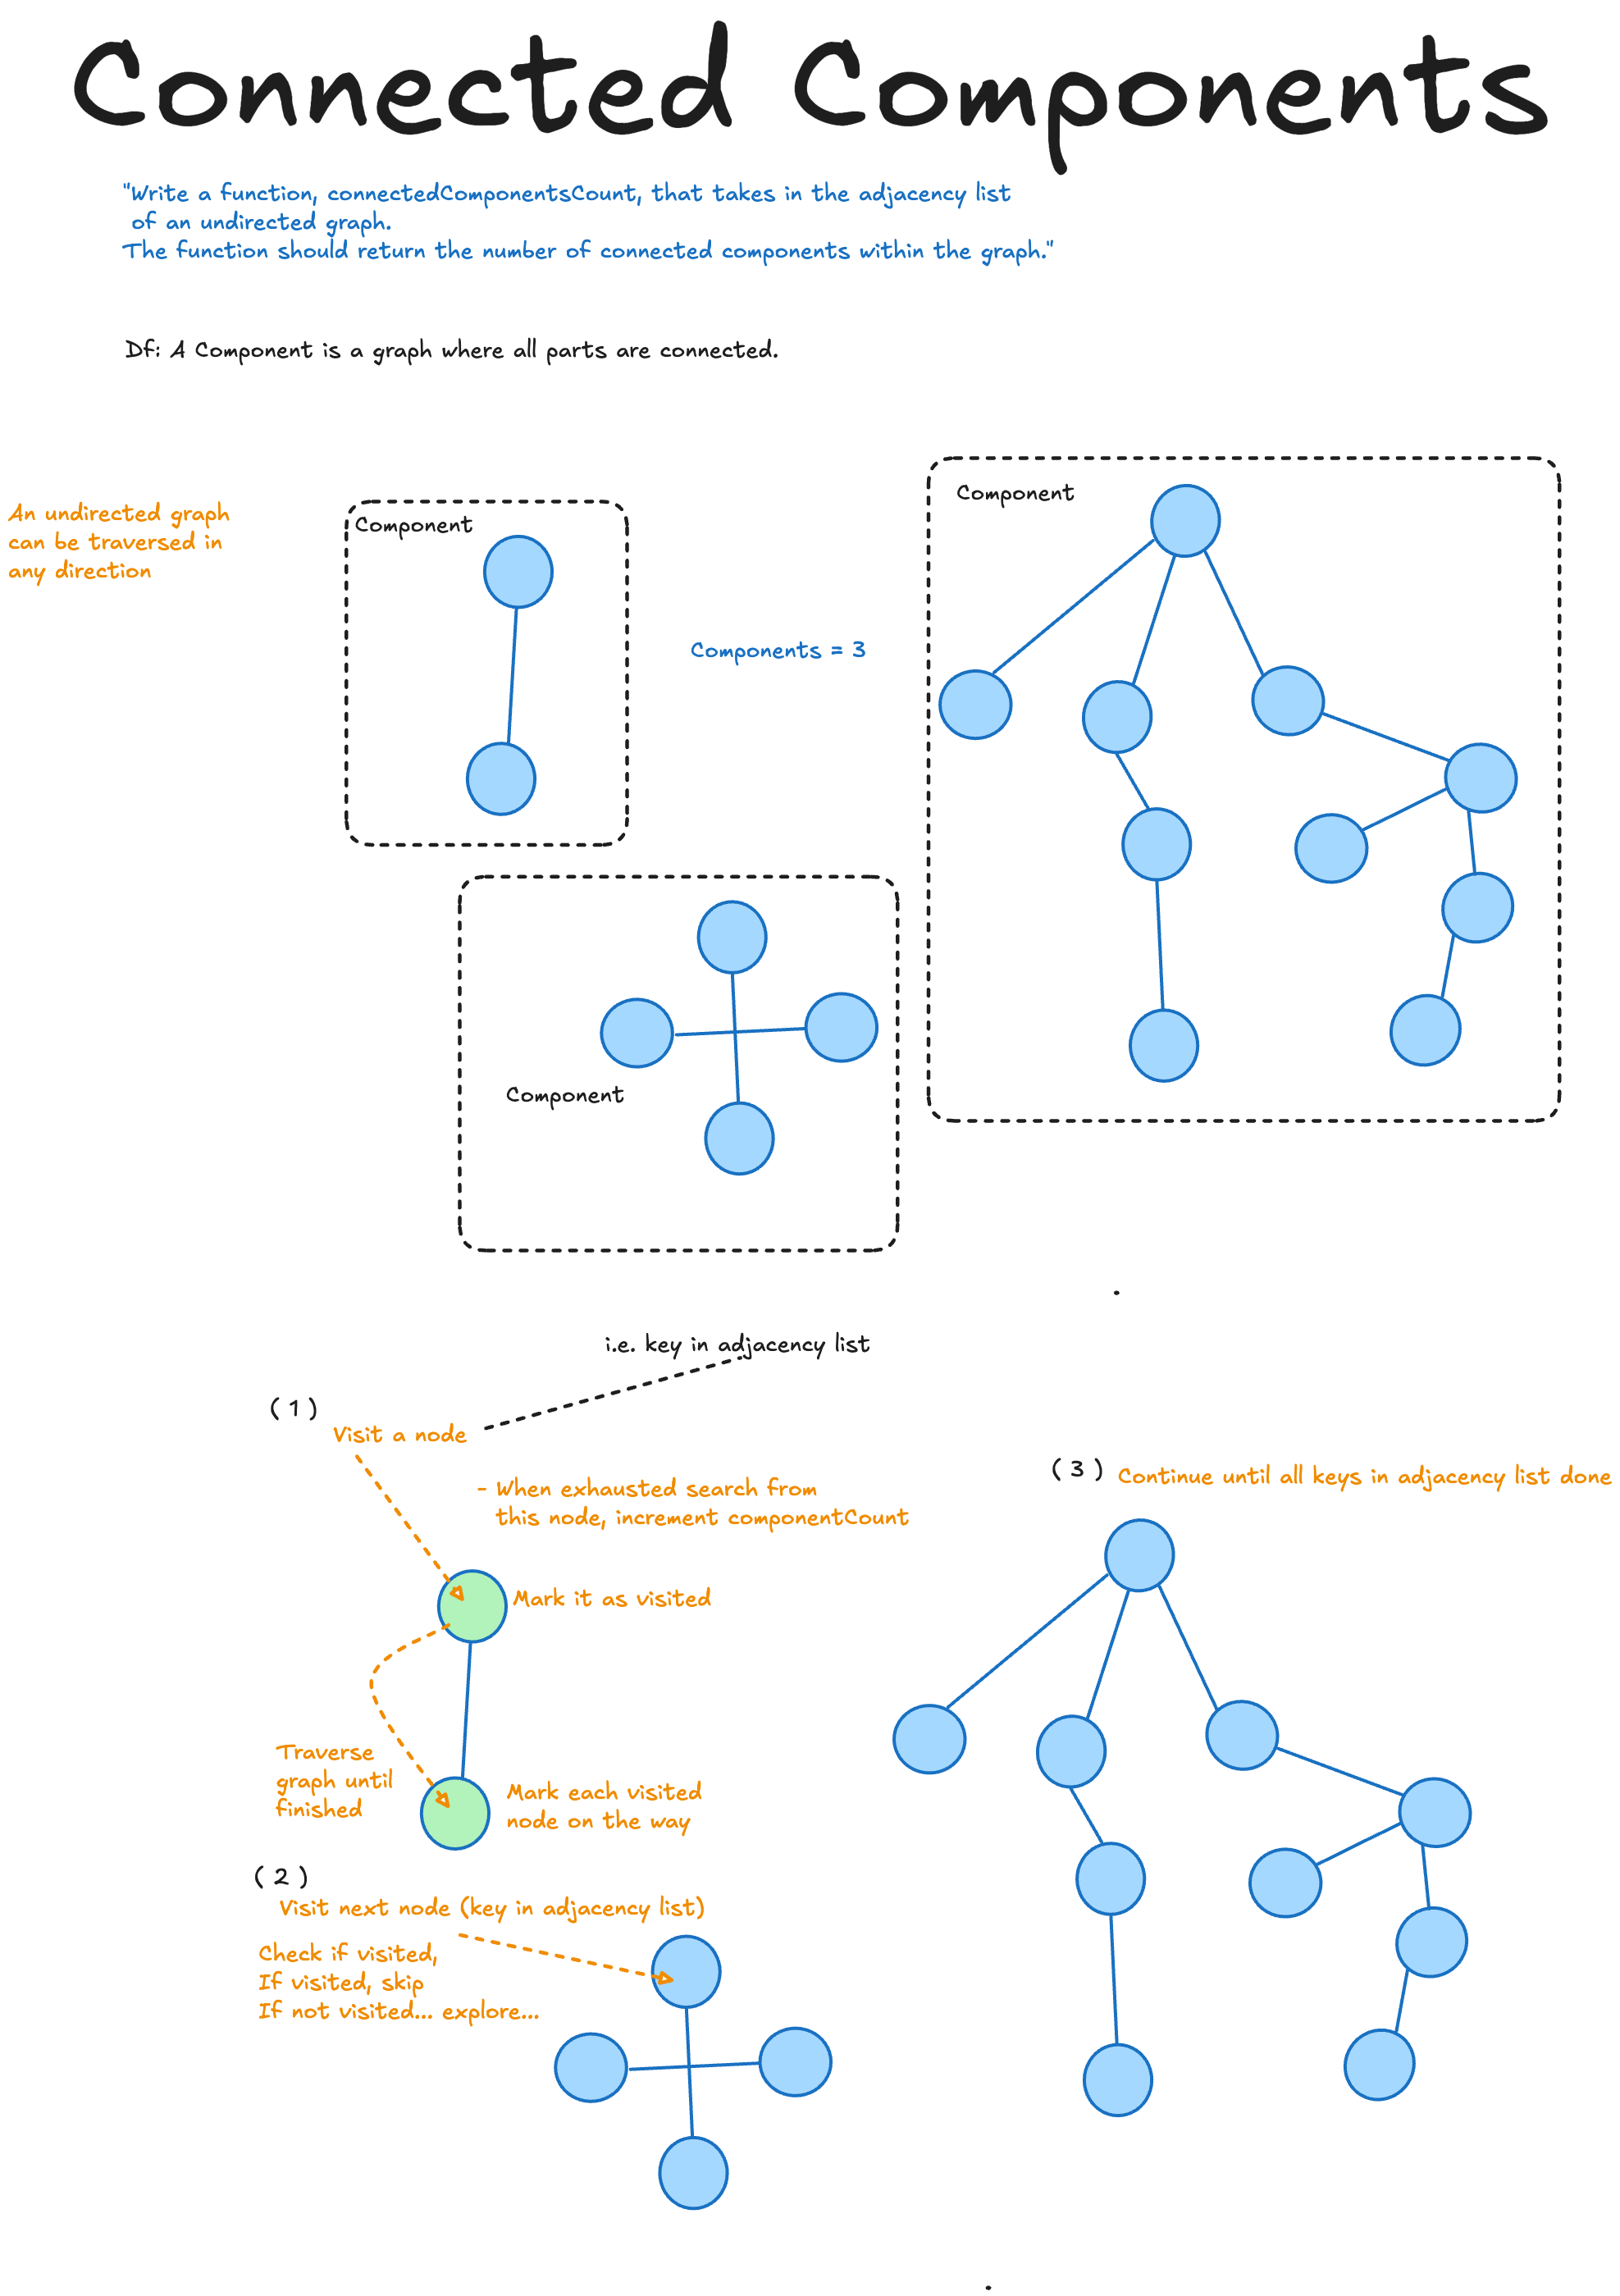 Connected Components
"Write a function, connectedComponentsCount, that takes in the adjacency list
of an undirected graph.
The function should return the number of connected components within the graph."
Df: A Component is a graph where all parts are connected.
An undirected graph
can be traversed in
any direction
Component
Components = 3
Component
Component
i.e. key in adjacency list
( 1 )
Visit a node
- When exhausted search from
this node, increment componentCount
Mark it as visited
Traverse
graph until
finished
Mark each visited
node on the way
( 2 )
Visit next node (key in adjacency list)
Check if visited,
If visited, skip
If not visited... explore...
( 3 )
Continue until all keys in adjacency list done